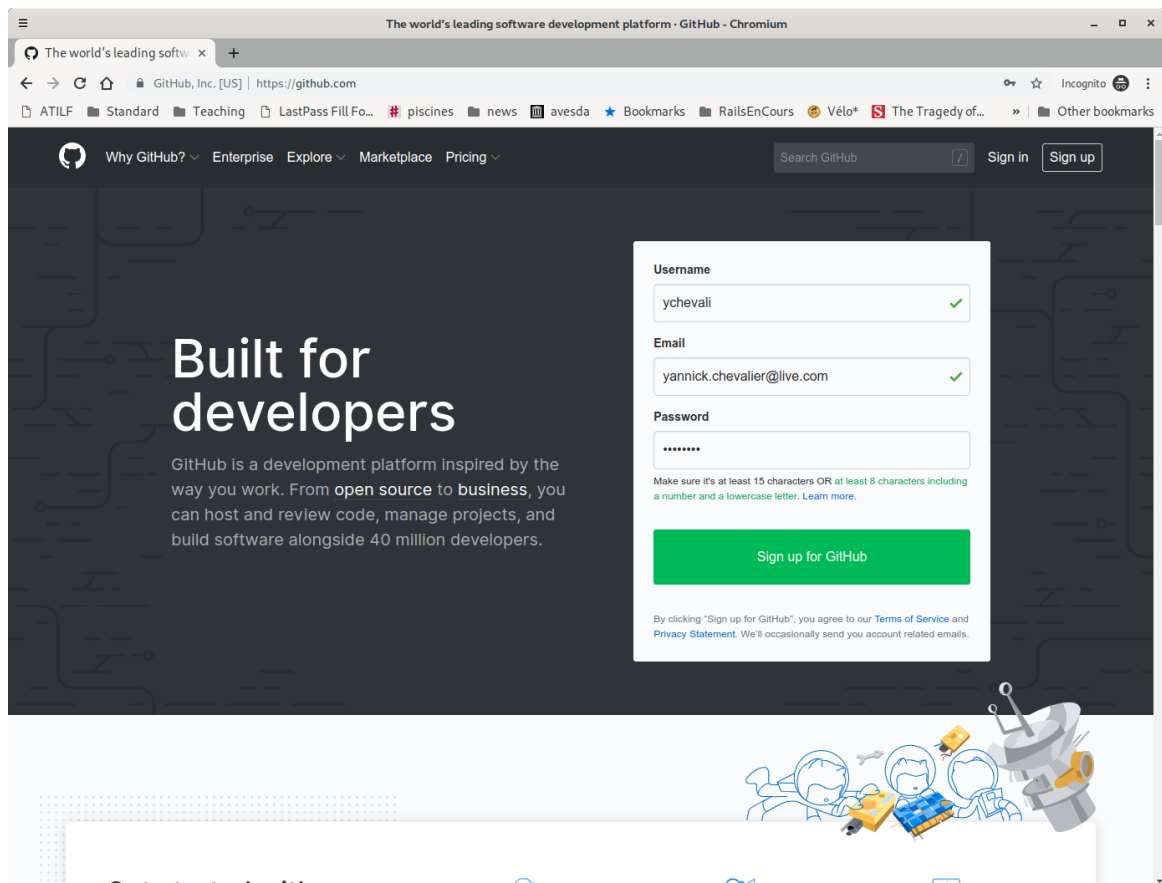 The world's leading software development platform · GitHub - Chromium
The world's leading softw
GitHub, Inc. [US] | https://github.com
Incognito
ATILF Standard Teaching LastPass Fill Fo... piscines news avesda Bookmarks RailsEnCours Vélo* The Tragedy of... » Other bookmarks
Why GitHub? Enterprise Explore Marketplace Pricing Search GitHub / Sign in Sign up
Built for
developers
GitHub is a development platform inspired by the
way you work. From open source to business, you
can host and review code, manage projects, and
build software alongside 40 million developers.
Username
ychevali
Email
yannick.chevalier@live.com
Password
••••••••
Make sure it's at least 15 characters OR at least 8 characters including
a number and a lowercase letter. Learn more.
Sign up for GitHub
By clicking "Sign up for GitHub", you agree to our Terms of Service and
Privacy Statement. We'll occasionally send you account related emails.